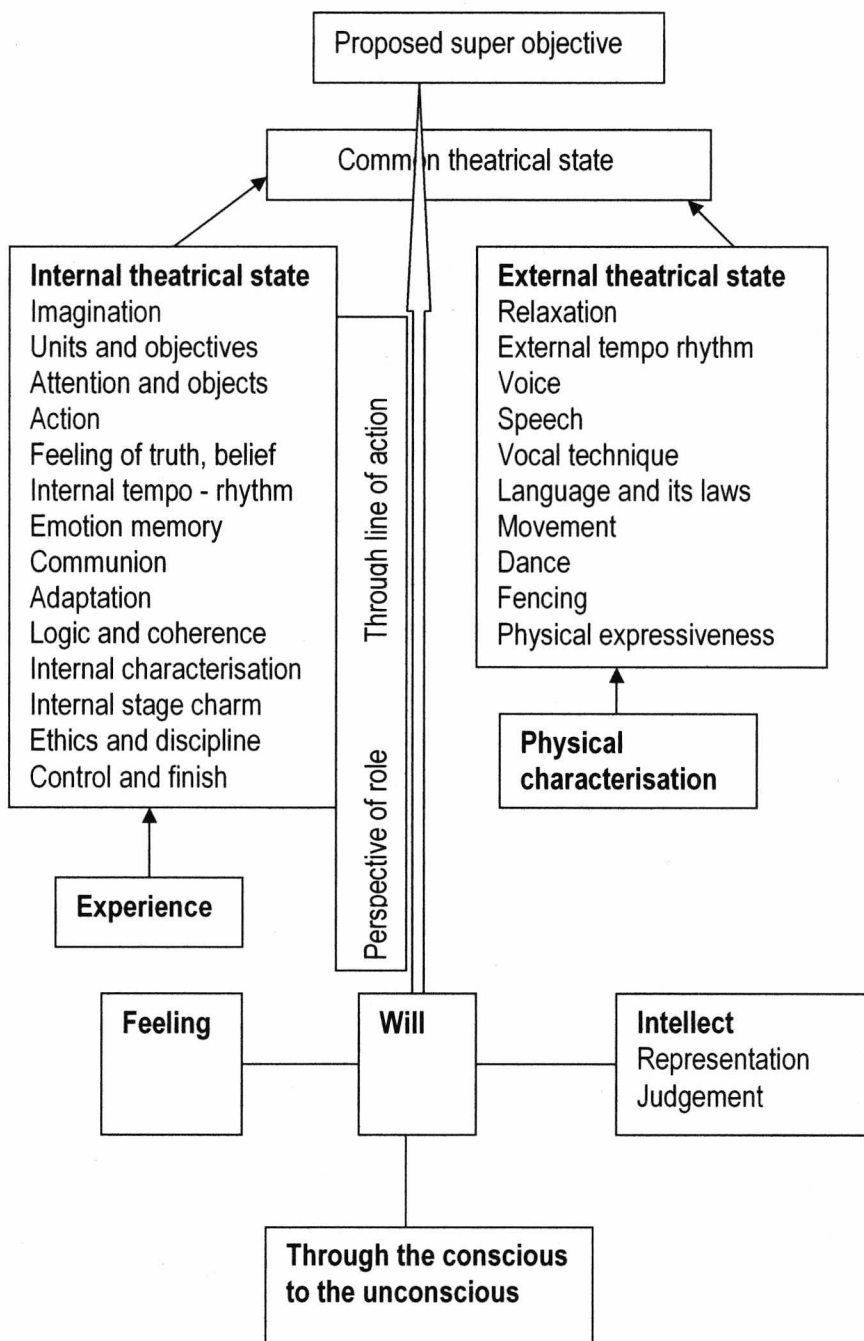 Proposed super objective
Common theatrical state
Internal theatrical state
Imagination
Units and objectives
Attention and objects
Action
Feeling of truth, belief
Internal tempo - rhythm
Emotion memory
Communion
Adaptation
Logic and coherence
Internal characterisation
Internal stage charm
Ethics and discipline
Control and finish
Through line of action
Perspective of role
External theatrical state
Relaxation
External tempo rhythm
Voice
Speech
Vocal technique
Language and its laws
Movement
Dance
Fencing
Physical expressiveness
Physical
characterisation
Experience
Feeling
Will
Intellect
Representation
Judgement
Through the conscious
to the unconscious